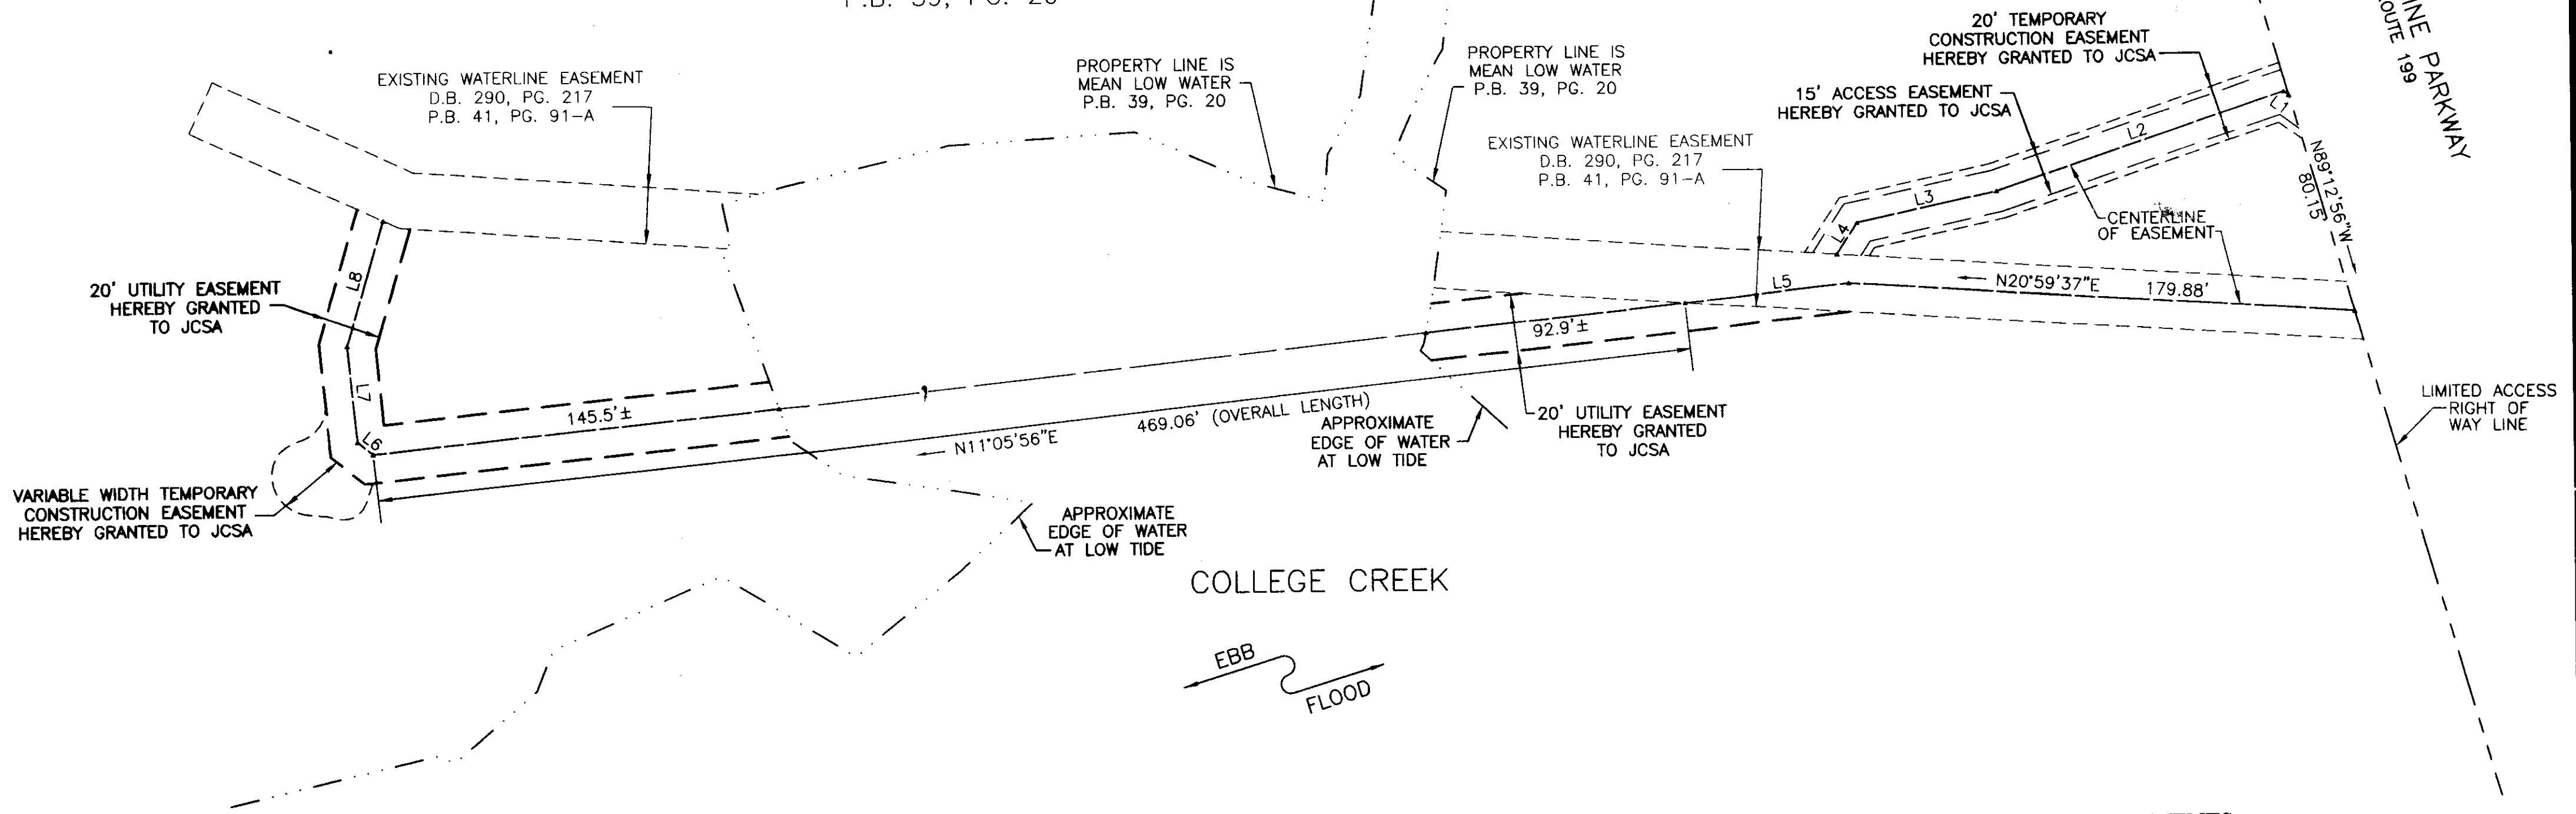 P.B. 39, PG. 20
EXISTING WATERLINE EASEMENT
D.B. 290, PG. 217
P.B. 41, PG. 91-A
PROPERTY LINE IS
MEAN LOW WATER
P.B. 39, PG. 20
PROPERTY LINE IS
MEAN LOW WATER
P.B. 39, PG. 20
EXISTING WATERLINE EASEMENT
D.B. 290, PG. 217
P.B. 41, PG. 91-A
20' TEMPORARY
CONSTRUCTION EASEMENT
HEREBY GRANTED TO JCSA
15' ACCESS EASEMENT
HEREBY GRANTED TO JCSA
PARKWAY
ROUTE 199
L1
L2
L3
L4
N89°12'56"W
80.15'
CENTERLINE
OF EASEMENT
L5
N20°59'37"E 179.88'
20' UTILITY EASEMENT
HEREBY GRANTED
TO JCSA
L8
L7
L6
145.5'±
92.9'±
469.06' (OVERALL LENGTH)
N11°05'56"E
APPROXIMATE
EDGE OF WATER
AT LOW TIDE
20' UTILITY EASEMENT
HEREBY GRANTED
TO JCSA
LIMITED ACCESS
RIGHT OF
WAY LINE
VARIABLE WIDTH TEMPORARY
CONSTRUCTION EASEMENT
HEREBY GRANTED TO JCSA
APPROXIMATE
EDGE OF WATER
AT LOW TIDE
COLLEGE CREEK
EBB
FLOOD